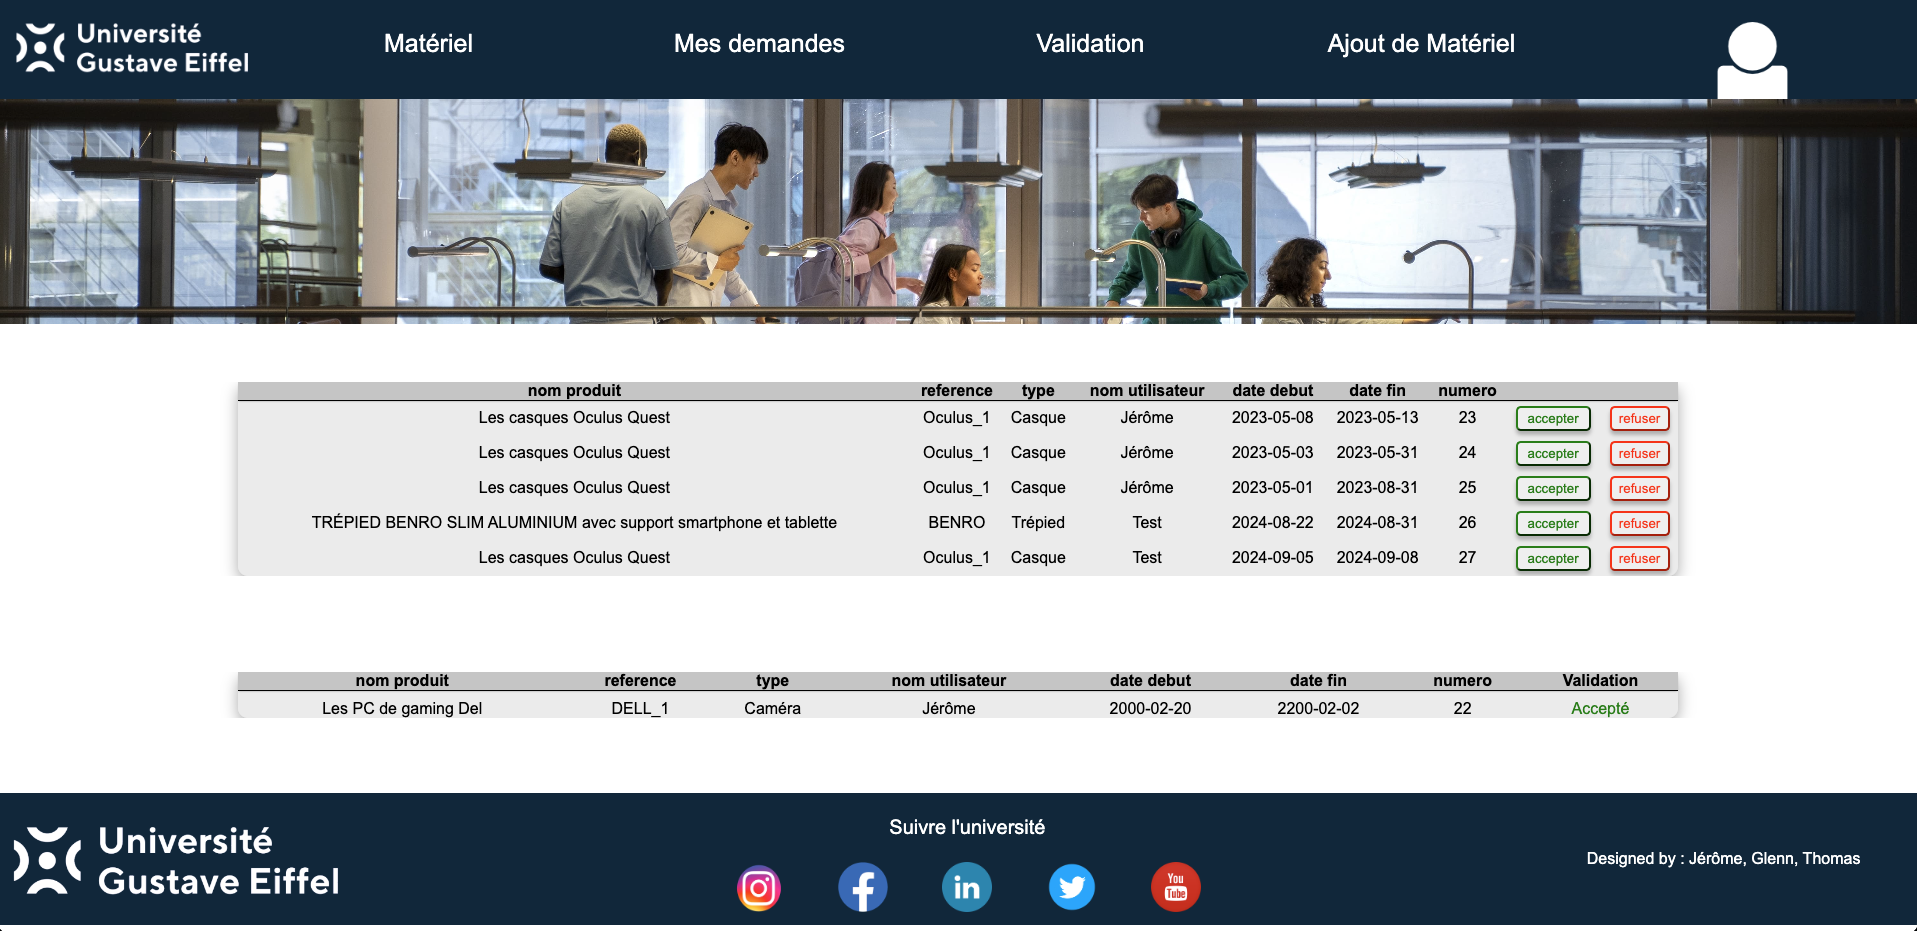 Université
Gustave Eiffel
Matériel
Mes demandes
Validation
Ajout de Matériel
nom produit reference type nom utilisateur date debut date fin numero
Les casques Oculus Quest Oculus_1 Casque Jérôme 2023-05-08 2023-05-13 23 accepter refuser
Les casques Oculus Quest Oculus_1 Casque Jérôme 2023-05-03 2023-05-31 24 accepter refuser
Les casques Oculus Quest Oculus_1 Casque Jérôme 2023-05-01 2023-08-31 25 accepter refuser
TRÉPIED BENRO SLIM ALUMINIUM avec support smartphone et tablette BENRO Trépied Test 2024-08-22 2024-08-31 26 accepter refuser
Les casques Oculus Quest Oculus_1 Casque Test 2024-09-05 2024-09-08 27 accepter refuser
nom produit reference type nom utilisateur date debut date fin numero Validation
Les PC de gaming Del DELL_1 Caméra Jérôme 2000-02-20 2200-02-02 22 Accepté
Université
Gustave Eiffel
Suivre l'université
in
You
Tube
Designed by : Jérôme, Glenn, Thomas